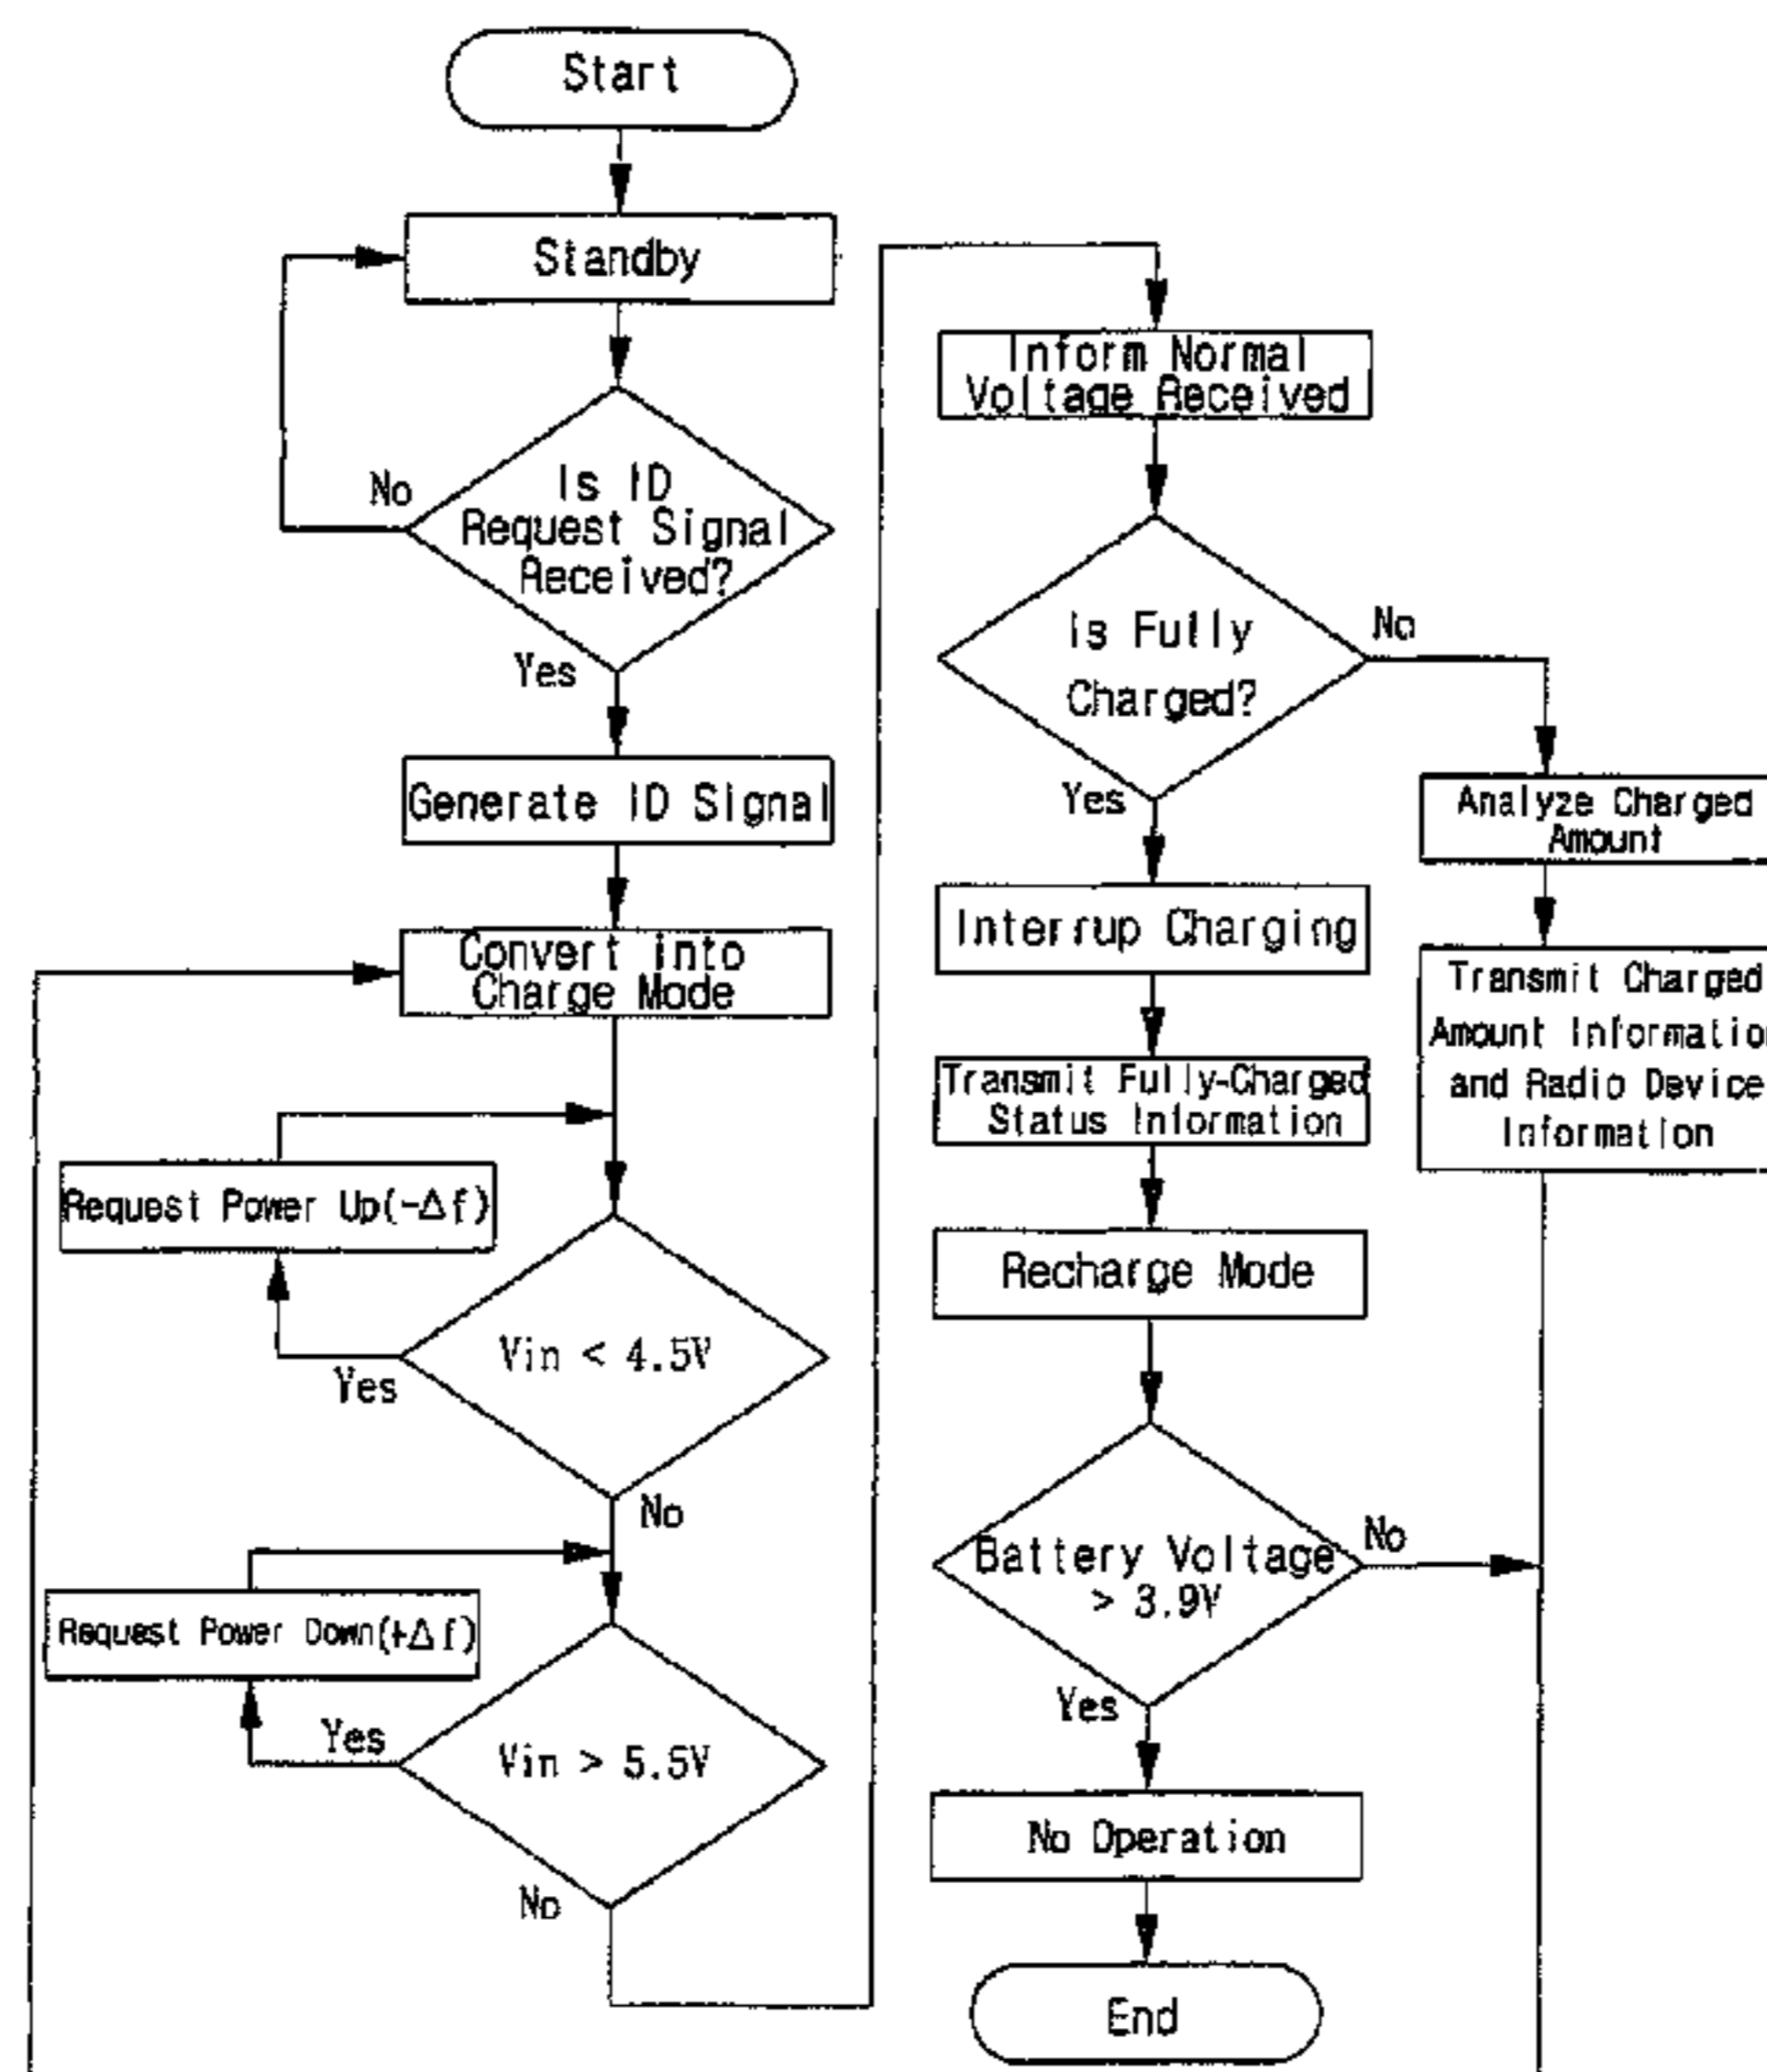 Start
Standby
No
Is ID
Request Signal
Received?
Yes
Generate ID Signal
Convert into
Charge Mode
Request Power Up(-Δf)
Vin < 4.5V
Yes
No
Request Power Down(+Δf)
Yes
Vin > 5.5V
No
Inform Normal
Voltage Received
Is Fully
Charged?
No
Yes
Analyze Charged
Amount
Interrup Charging
Transmit Charged
Amount Information
and Radio Device
Information
Transmit Fully-Charged
Status Information
Recharge Mode
Battery Voltage
> 3.9V
No
Yes
No Operation
End